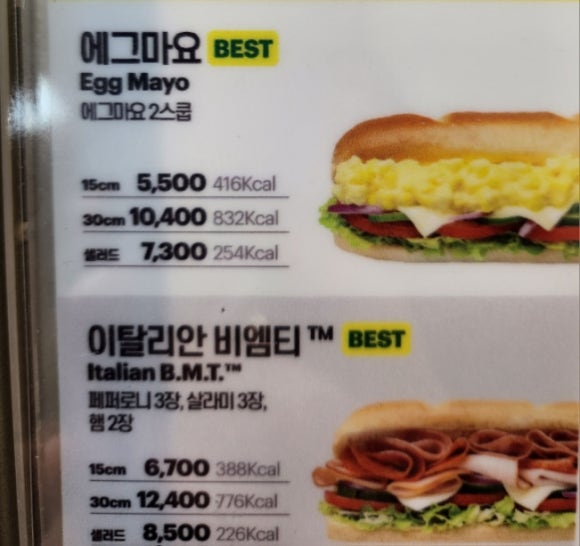 에그마요 BEST
Egg Mayo
에그마요 2스쿱
15cm 5,500 416Kcal
30cm 10,400 832Kcal
샐러드 7,300 254Kcal
이탈리안 비엠티™ BEST
Italian B.M.T.™
페퍼로니 3장, 살라미 3장,
햄 2장
15cm 6,700 388Kcal
30cm 12,400 776Kcal
샐러드 8,500 226Kcal